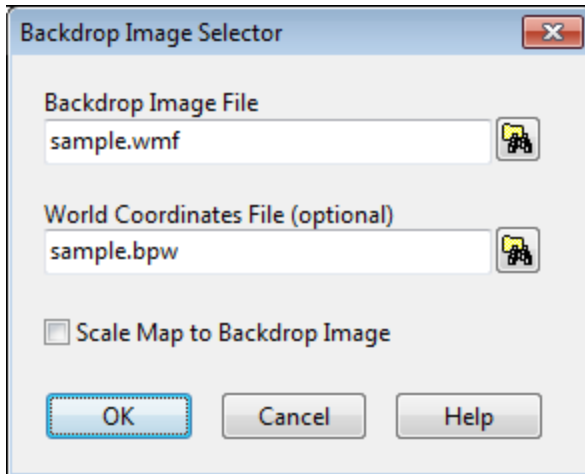 Backdrop Image Selector
Backdrop Image File
sample.wmf
World Coordinates File (optional)
sample.bpw
Scale Map to Backdrop Image
OK Cancel Help